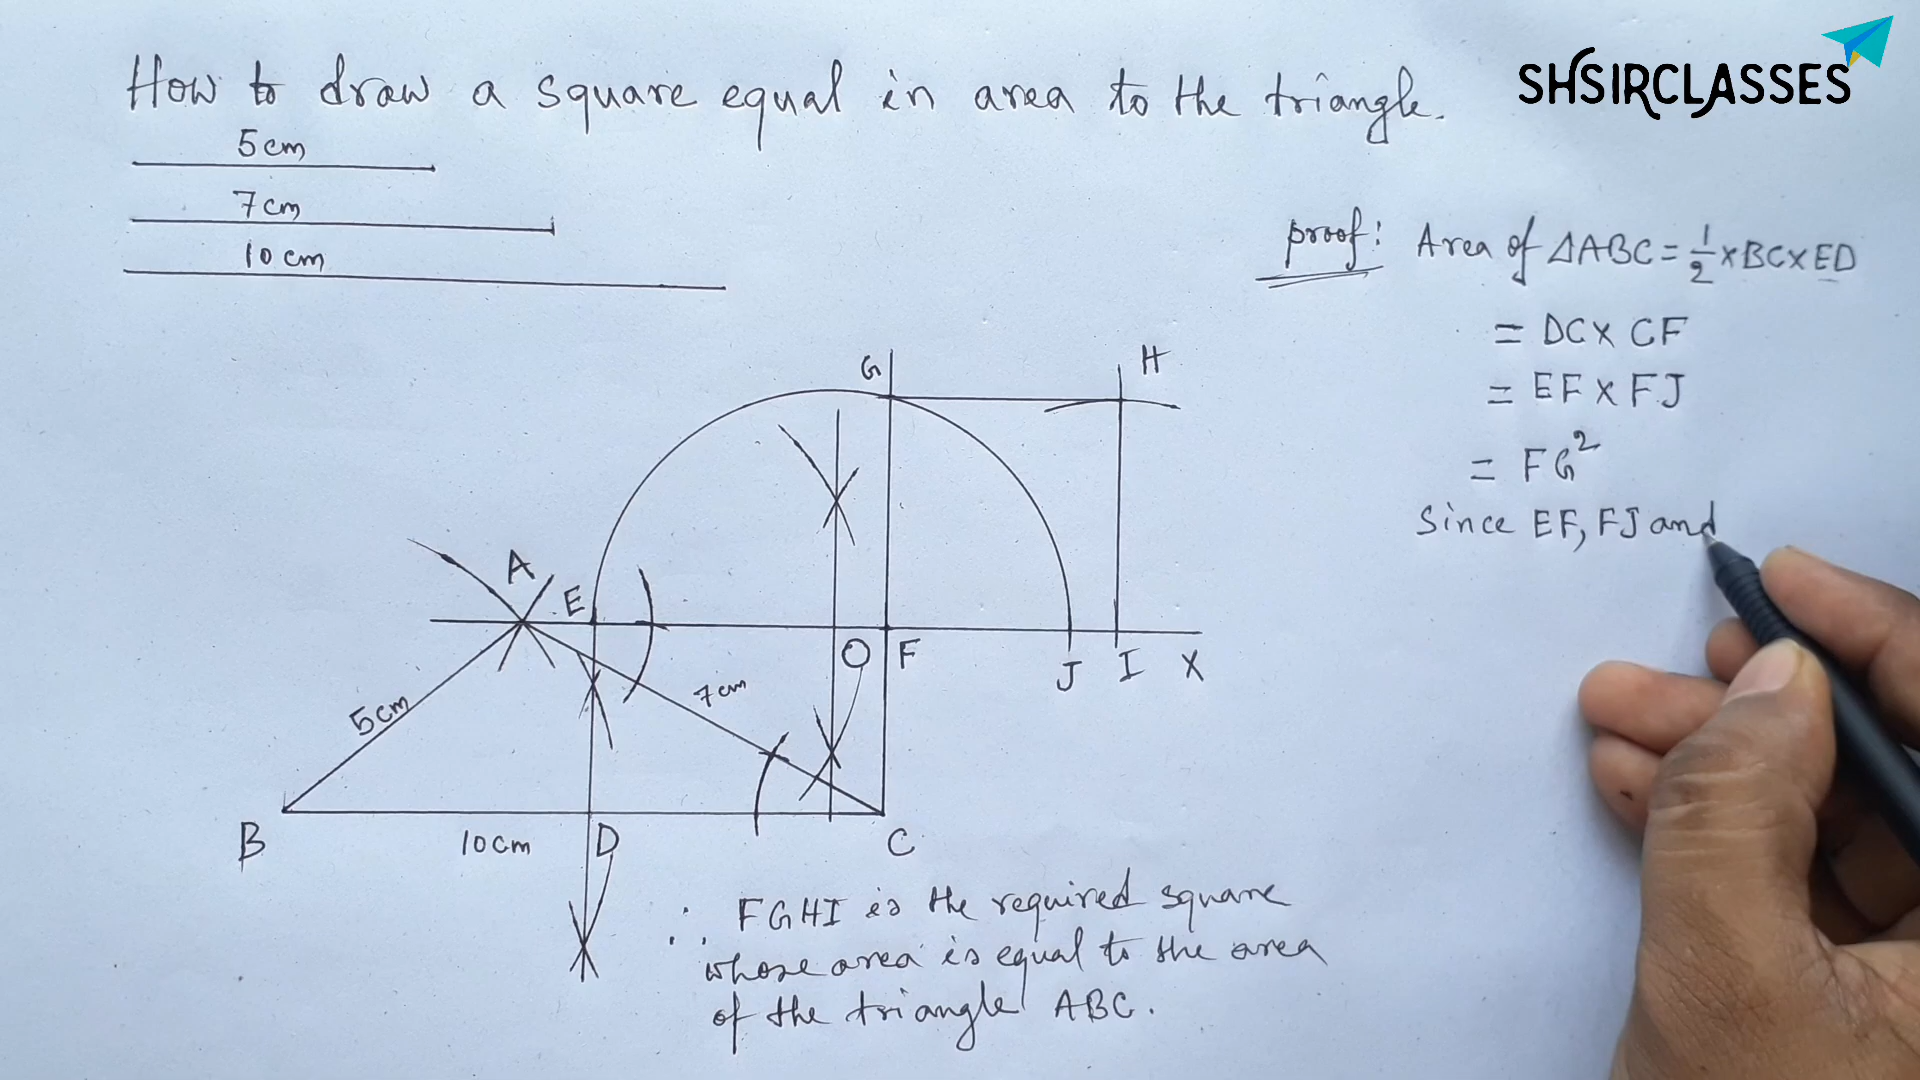 How to draw a square equal in area to the triangle.
SHSIRCLASSES
5cm
7cm
10cm
proof: Area of ΔABC = 1/2 × BC × ED
= DC × CF
= EF × FJ
= FG²
Since EF, FJ and
G
H
A
E
O
F
J
I
X
5cm
7cm
B
10cm
D
C
∴ FGHI is the required square
whose area is equal to the area
of the triangle ABC.